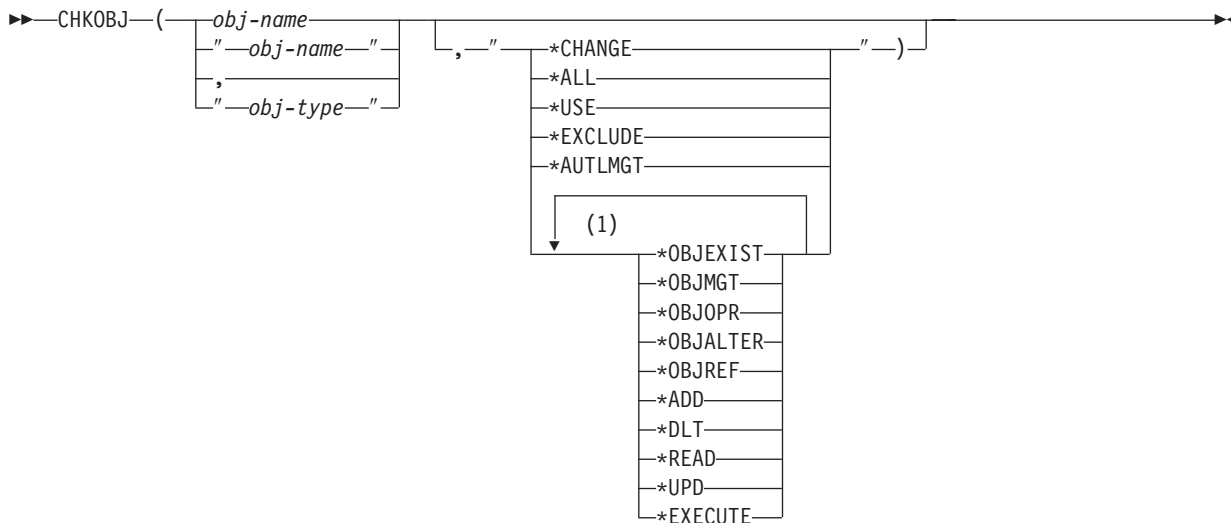 CHKOBJ ( obj-name , " *CHANGE " )
" obj-name " *ALL
, *USE
" obj-type " *EXCLUDE
*AUTLMGT
(1)
*OBJEXIST
*OBJMGT
*OBJOPR
*OBJALTER
*OBJREF
*ADD
*DLT
*READ
*UPD
*EXECUTE